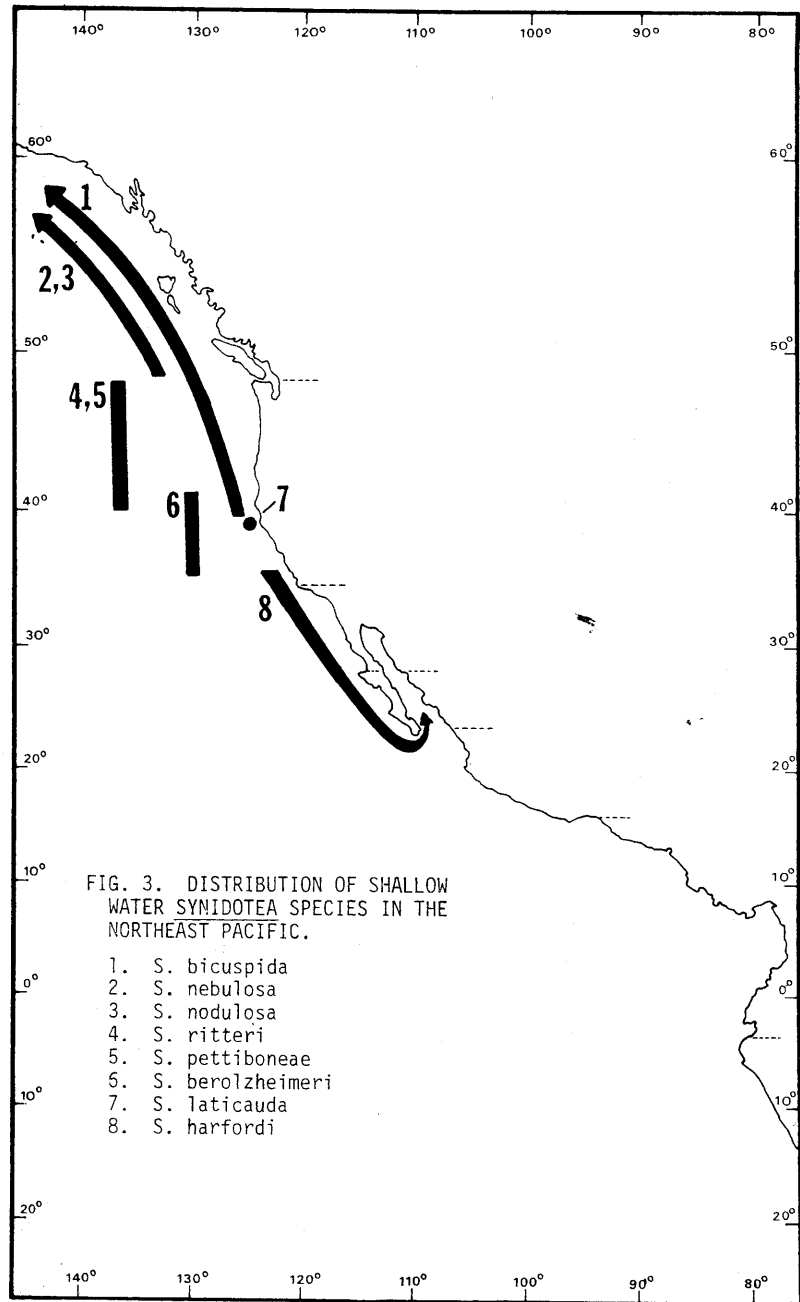 140° 130° 120° 110° 100° 90° 80°
60° 60°
1
2,3
50° 50°
4,5
6 7
40° 40°
8
30° 30°
20° 20°
10° 10°
FIG. 3. DISTRIBUTION OF SHALLOW
WATER SYNIDOTEA SPECIES IN THE
NORTHEAST PACIFIC.
1. S. bicuspida
0° 0°
2. S. nebulosa
3. S. nodulosa
4. S. ritteri
5. S. pettiboneae
5. S. berolzheimeri
10° 10°
7. S. laticauda
8. S. harfordi
20° 20°
140° 130° 120° 110° 100° 90° 80°